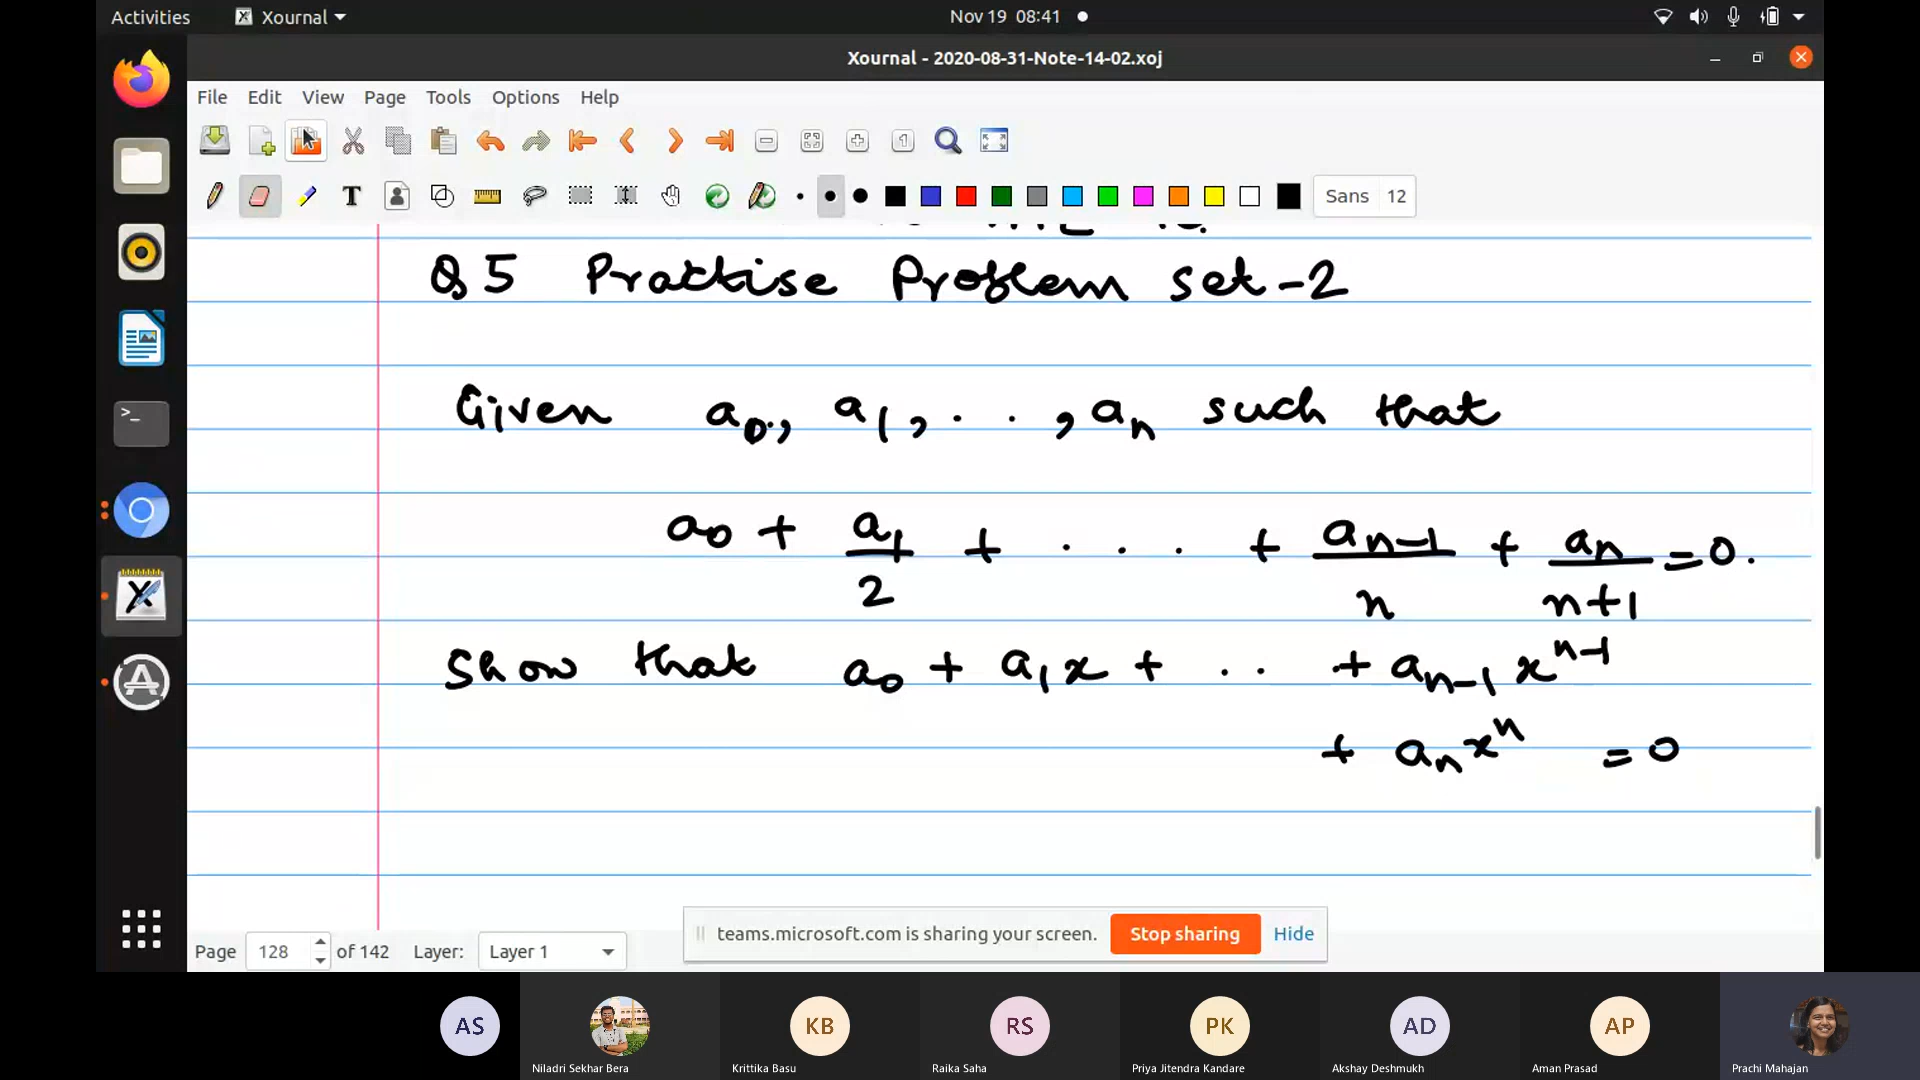 Activities Xournal Nov 19 08:41
Xournal - 2020-08-31-Note-14-02.xoj
File Edit View Page Tools Options Help
Sans 12
Q5 Practise Problem set-2
Given a0, a1, . . , an such that
a0 + a1/2 + . . . + an-1/n + an/n+1 = 0.
Show that a0 + a1x + . . + an-1 x^n-1
+ an x^n = 0
Page 128 of 142 Layer: Layer 1
teams.microsoft.com is sharing your screen. Stop sharing Hide
AS KB RS PK AD AP
Niladri Sekhar Bera Krittika Basu Raika Saha Priya Jitendra Kandare Akshay Deshmukh Aman Prasad Prachi Mahajan